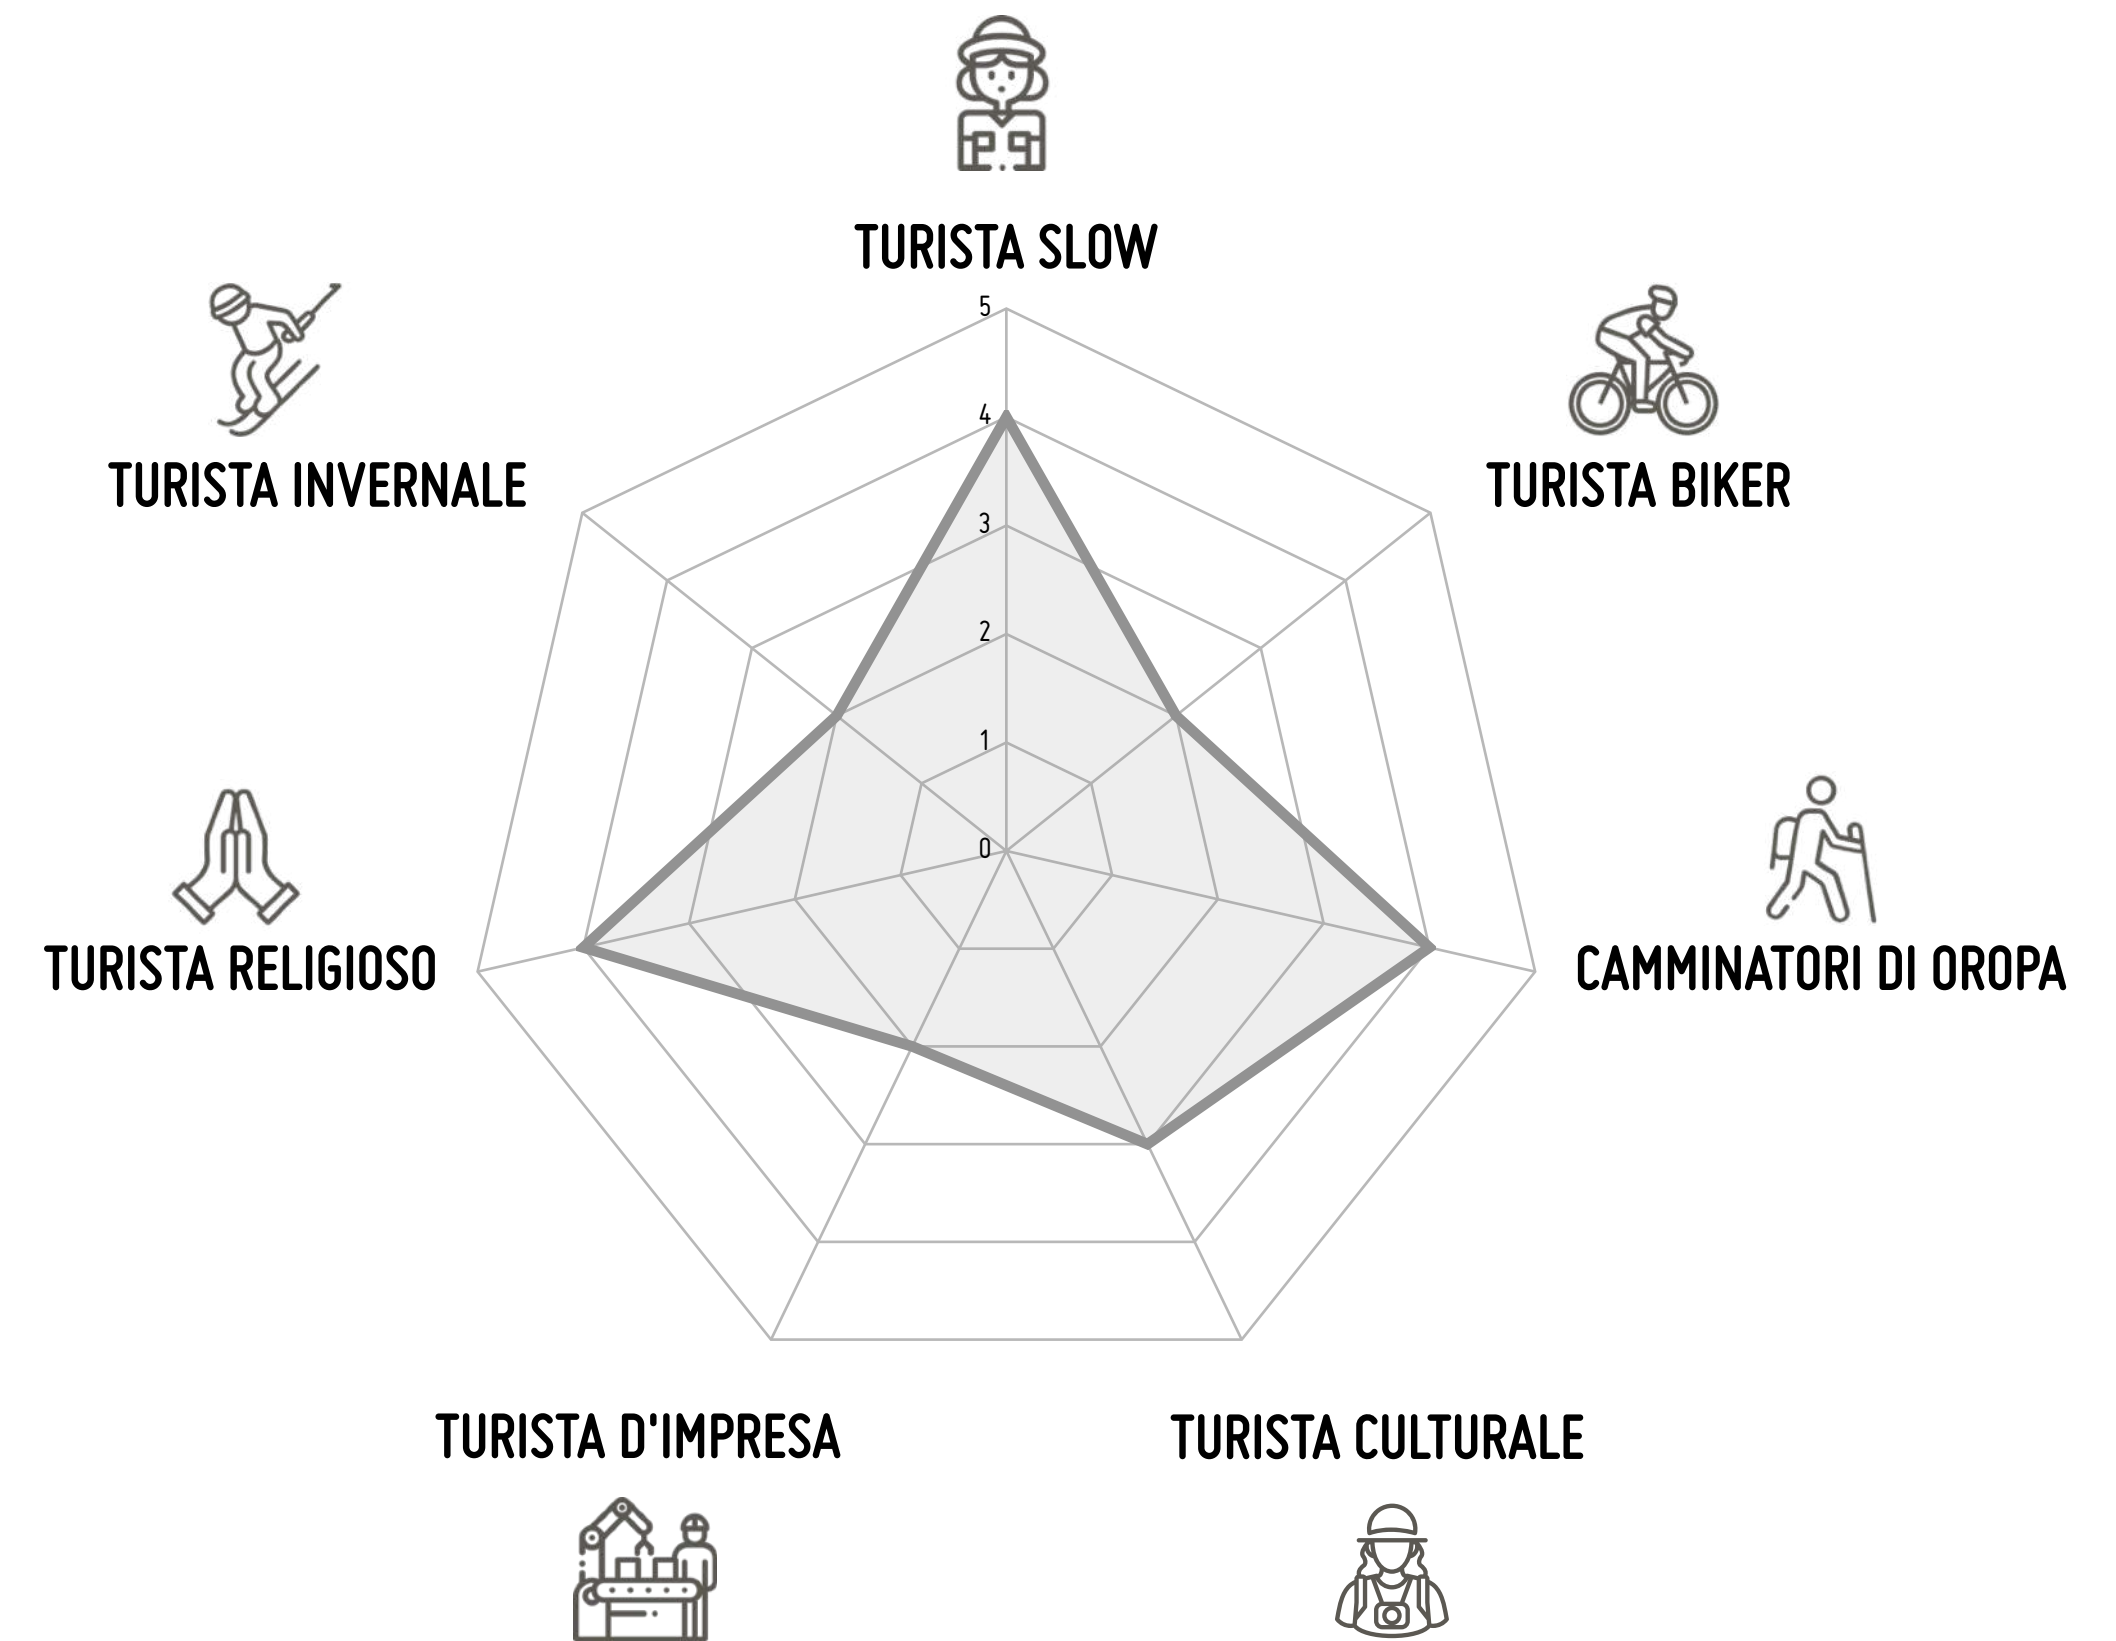 TURISTA SLOW
5
TURISTA INVERNALE
TURISTA BIKER
4
3
2
1
0
TURISTA RELIGIOSO
CAMMINATORI DI OROPA
TURISTA D'IMPRESA
TURISTA CULTURALE